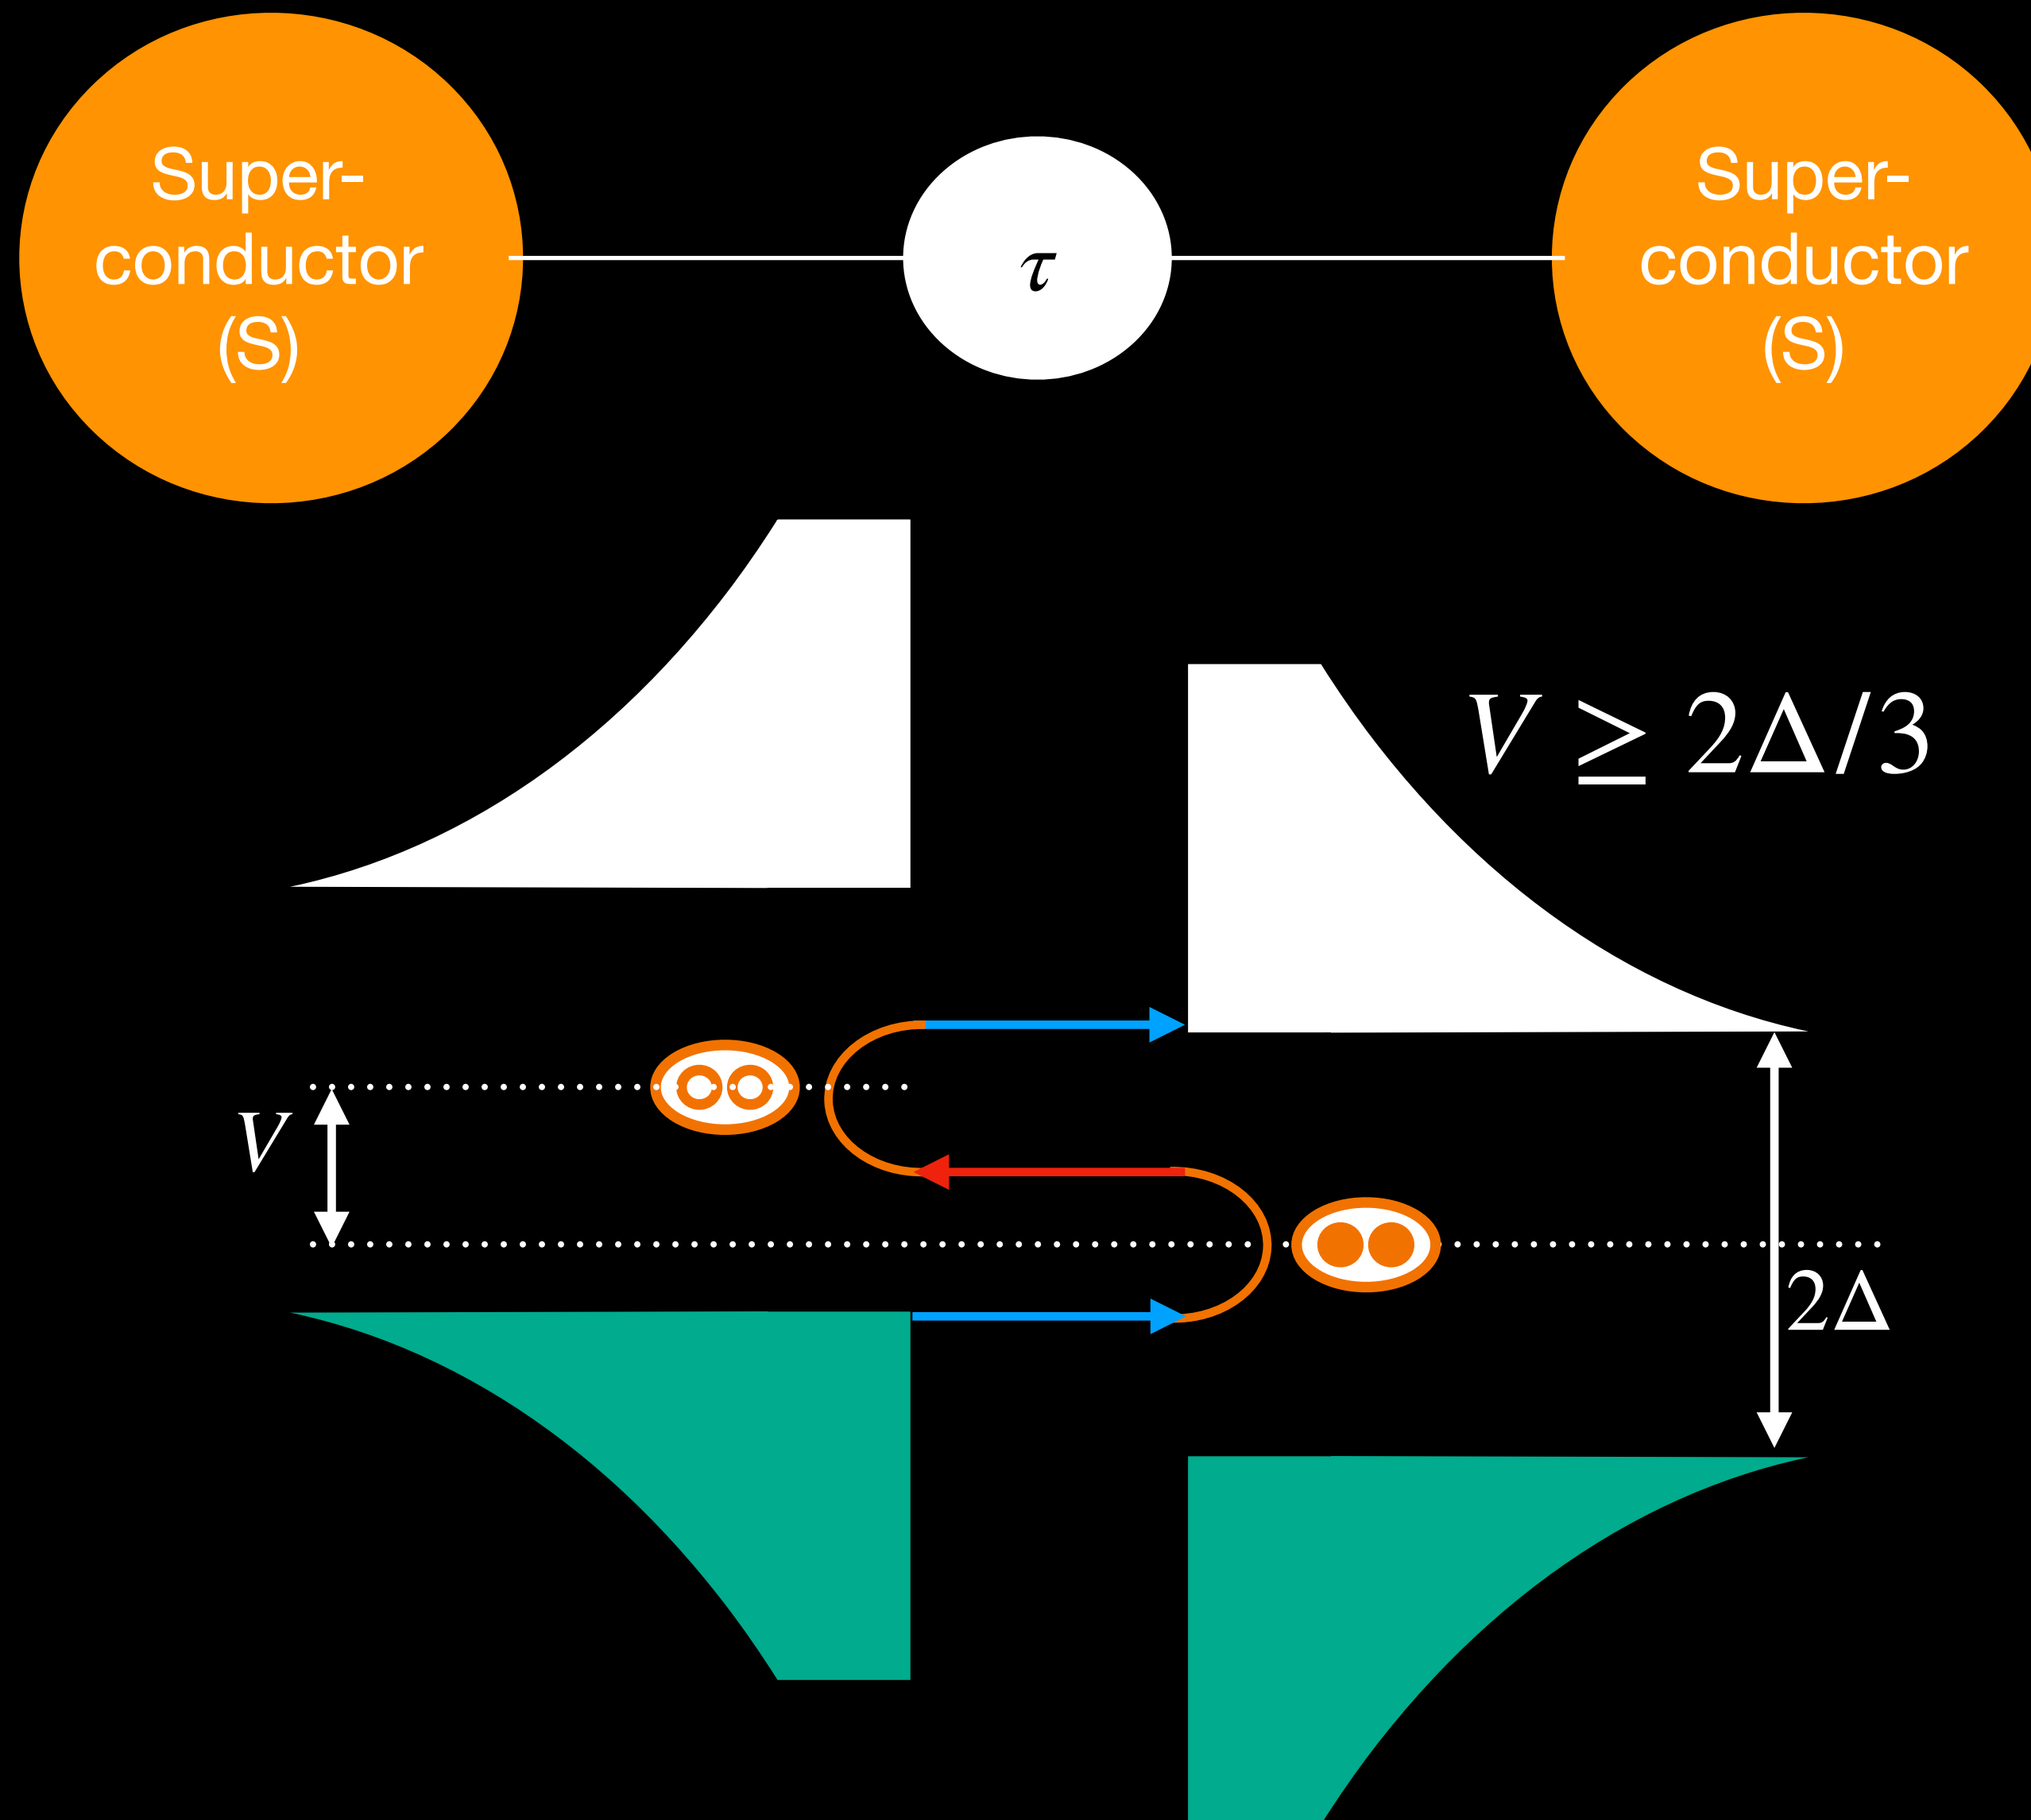 Super-
conductor
(S)
τ
Super-
conductor
(S)
V ≥ 2Δ/3
V
2Δ